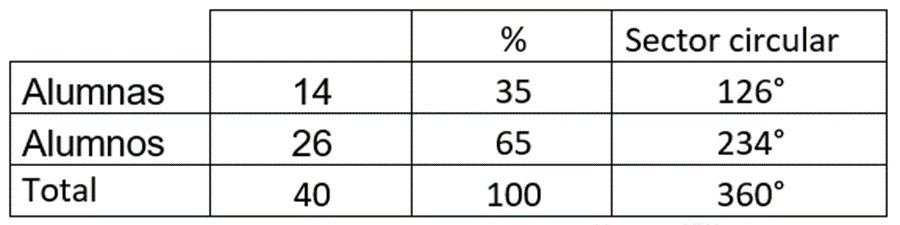 % Sector circular
Alumnas 14 35 126°
Alumnos 26 65 234°
Total 40 100 360°